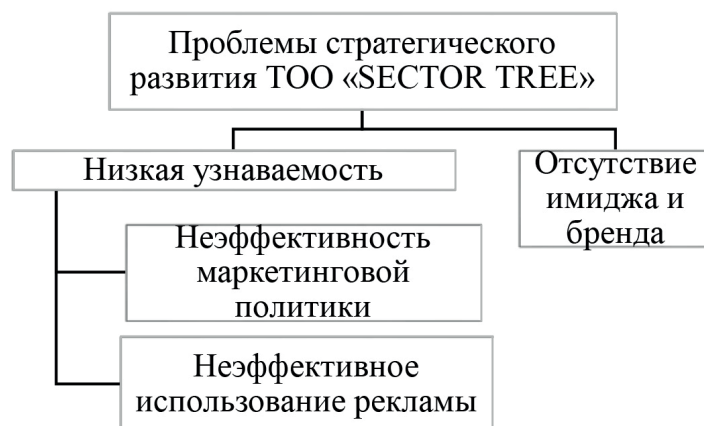 Проблемы стратегического
развития ТОО «SECTOR TREE»
Низкая узнаваемость
Отсутствие
имиджа и
бренда
Неэффективность
маркетинговой
политики
Неэффективное
использование рекламы